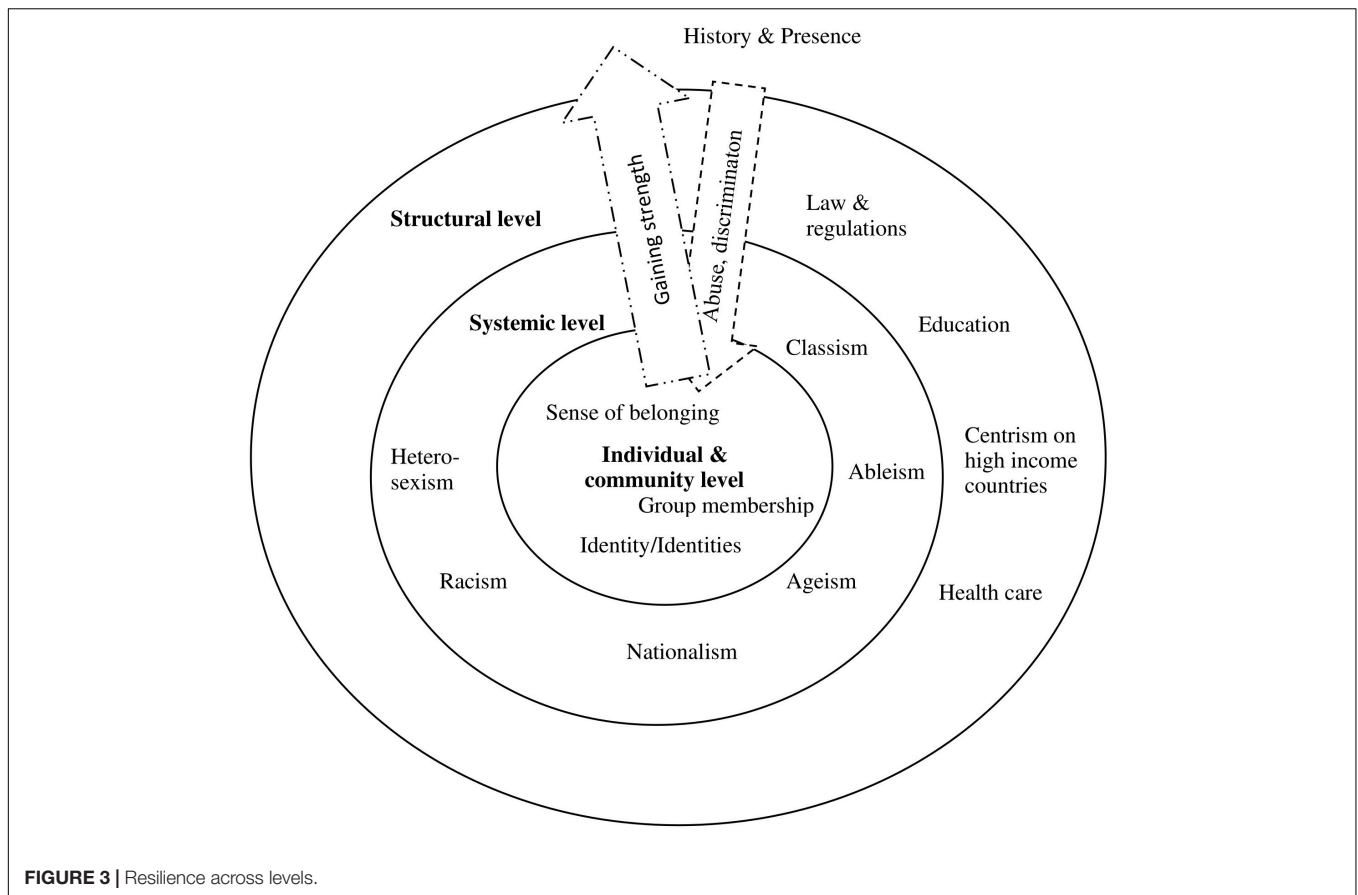 History & Presence
Gaining strength
Abuse, discriminaton
Structural level
Law &
regulations
Systemic level
Education
Classism
Sense of belonging
Individual &
community level
Group membership
Identity/Identities
Hetero-
sexism
Ableism
Centrism on
high income
countries
Racism
Ageism
Health care
Nationalism
FIGURE 3 | Resilience across levels.